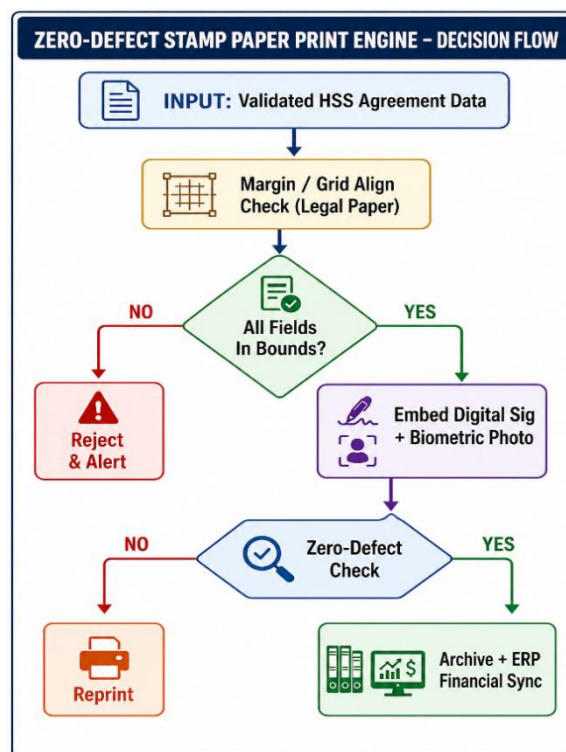 ZERO-DEFECT STAMP PAPER PRINT ENGINE – DECISION FLOW
INPUT: Validated HSS Agreement Data
Margin / Grid Align
Check (Legal Paper)
All Fields
In Bounds?
NO
YES
Reject
& Alert
Embed Digital Sig
+ Biometric Photo
Zero-Defect
Check
NO
YES
Reprint
Archive + ERP
Financial Sync